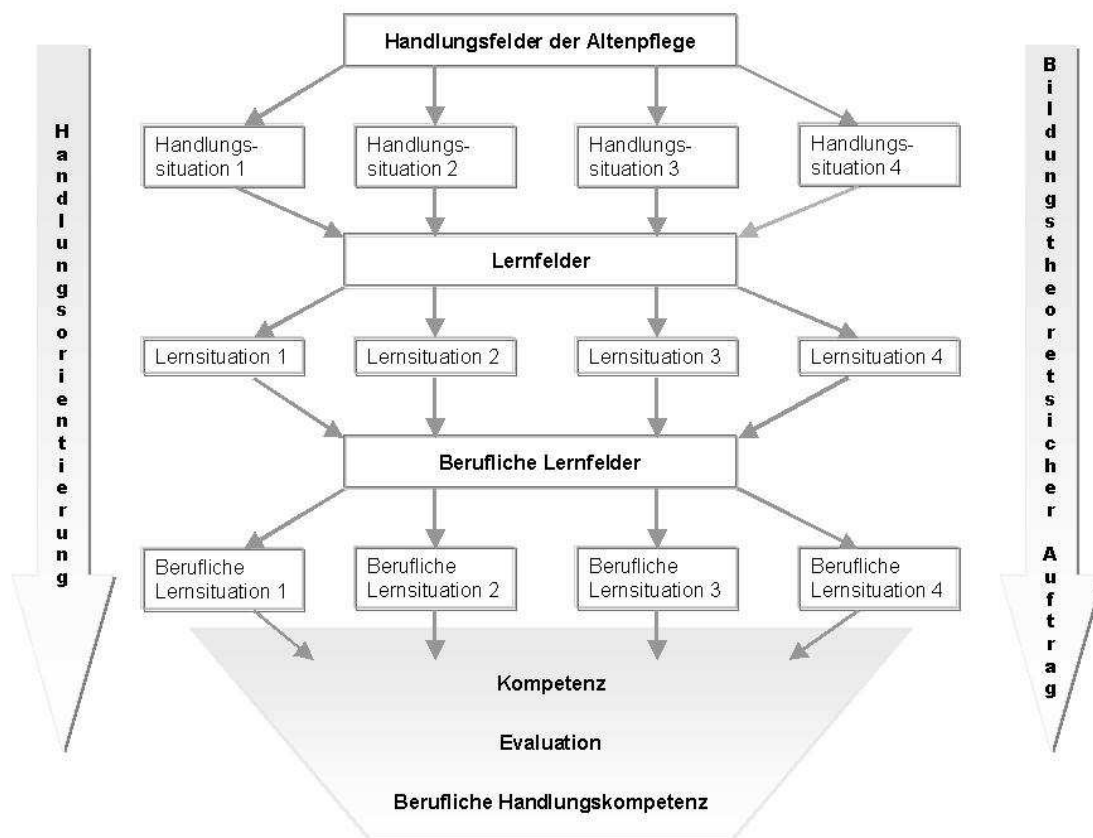 Handlungsfelder der Altenpflege
Handlungs-
situation 1
Handlungs-
situation 2
Handlungs-
situation 3
Handlungs-
situation 4
Lernfelder
Lernsituation 1
Lernsituation 2
Lernsituation 3
Lernsituation 4
Berufliche Lernfelder
Berufliche
Lernsituation 1
Berufliche
Lernsituation 2
Berufliche
Lernsituation 3
Berufliche
Lernsituation 4
Kompetenz
Evaluation
Berufliche Handlungskompetenz
Handlungsorientierung
Bildungstheoretsicher Auftrag